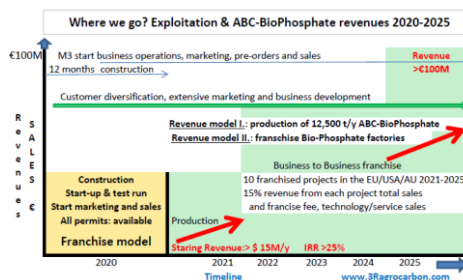 Where we go? Exploitation & ABC-BioPhosphate revenues 2020-2025
€100M
M3 start business operations, marketing, pre-orders and sales
12 months construction
Revenue
>€100M
Customer diversification, extensive marketing and business development
Revenues
SALES €
Revenue model I.: production of 12,500 t/y ABC-BioPhosphate
Revenue model II.: franshise Bio-Phosphate factories
Business to Business franchise
Construction
Start-up & test run
Start marketing and sales
All permits: available
Franchise model
10 franchised projects in the EU/USA/AU 2021-2025
15% revenue from each project total sales
and francise fee, technology/service sales
Production
Staring Revenue:> $ 15M/y IRR >25%
2020 2021 2022 2023 2024 2025
Timeline
www.3Ragrocarbon.com